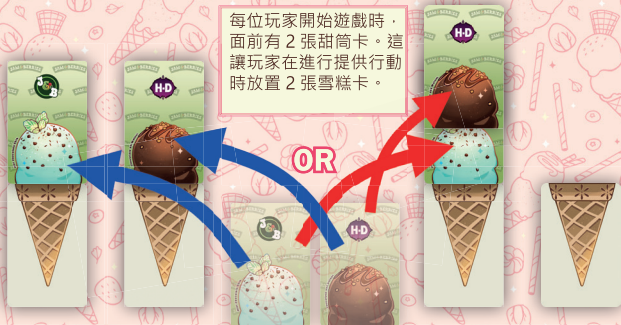 每位玩家開始遊戲時，
面前有 2 張甜筒卡。這
讓玩家在進行提供行動
時放置 2 張雪糕卡。
H·D
H·D
J&B
OR
J&B
H·D